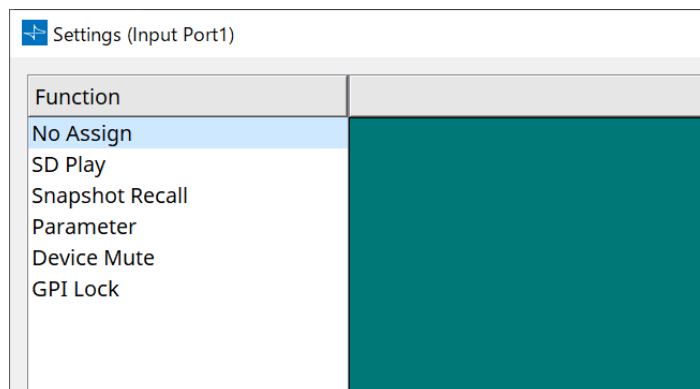 Settings (Input Port1)
Function
No Assign
SD Play
Snapshot Recall
Parameter
Device Mute
GPI Lock